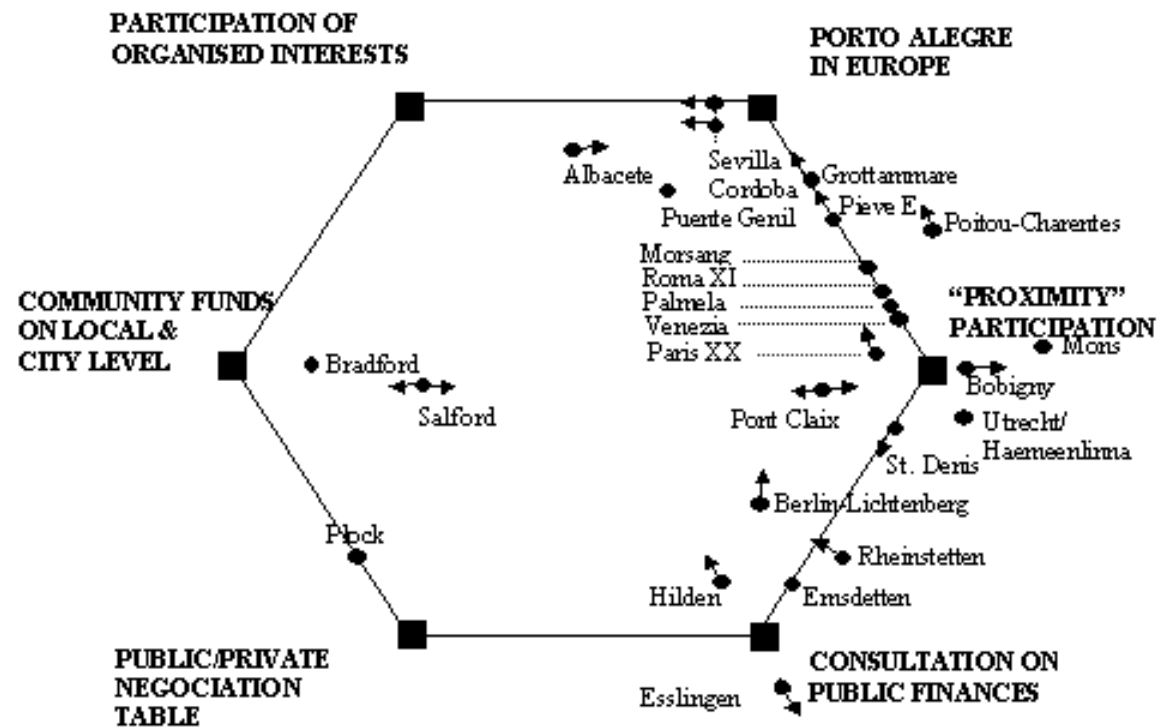 PARTICIPATION OF
ORGANISED INTERESTS
PORTO ALEGRE
IN EUROPE
Albacete
Sevilla
Cordoba
Puente Genil
Grottammare
Pieve E
Poitou-Charentes
Morsang
Roma XI
Palmela
Venezia
Paris XX
COMMUNITY FUNDS
ON LOCAL &
CITY LEVEL
“PROXIMITY”
PARTICIPATION
Mons
Bradford
Salford
Pont Claix
Bobigny
Utrecht/
Haemeenlinna
St. Denis
Berlin-Lichtenberg
Plock
Rheinstetten
Hilden
Emsdetten
PUBLIC/PRIVATE
NEGOCIATION
TABLE
CONSULTATION ON
PUBLIC FINANCES
Esslingen